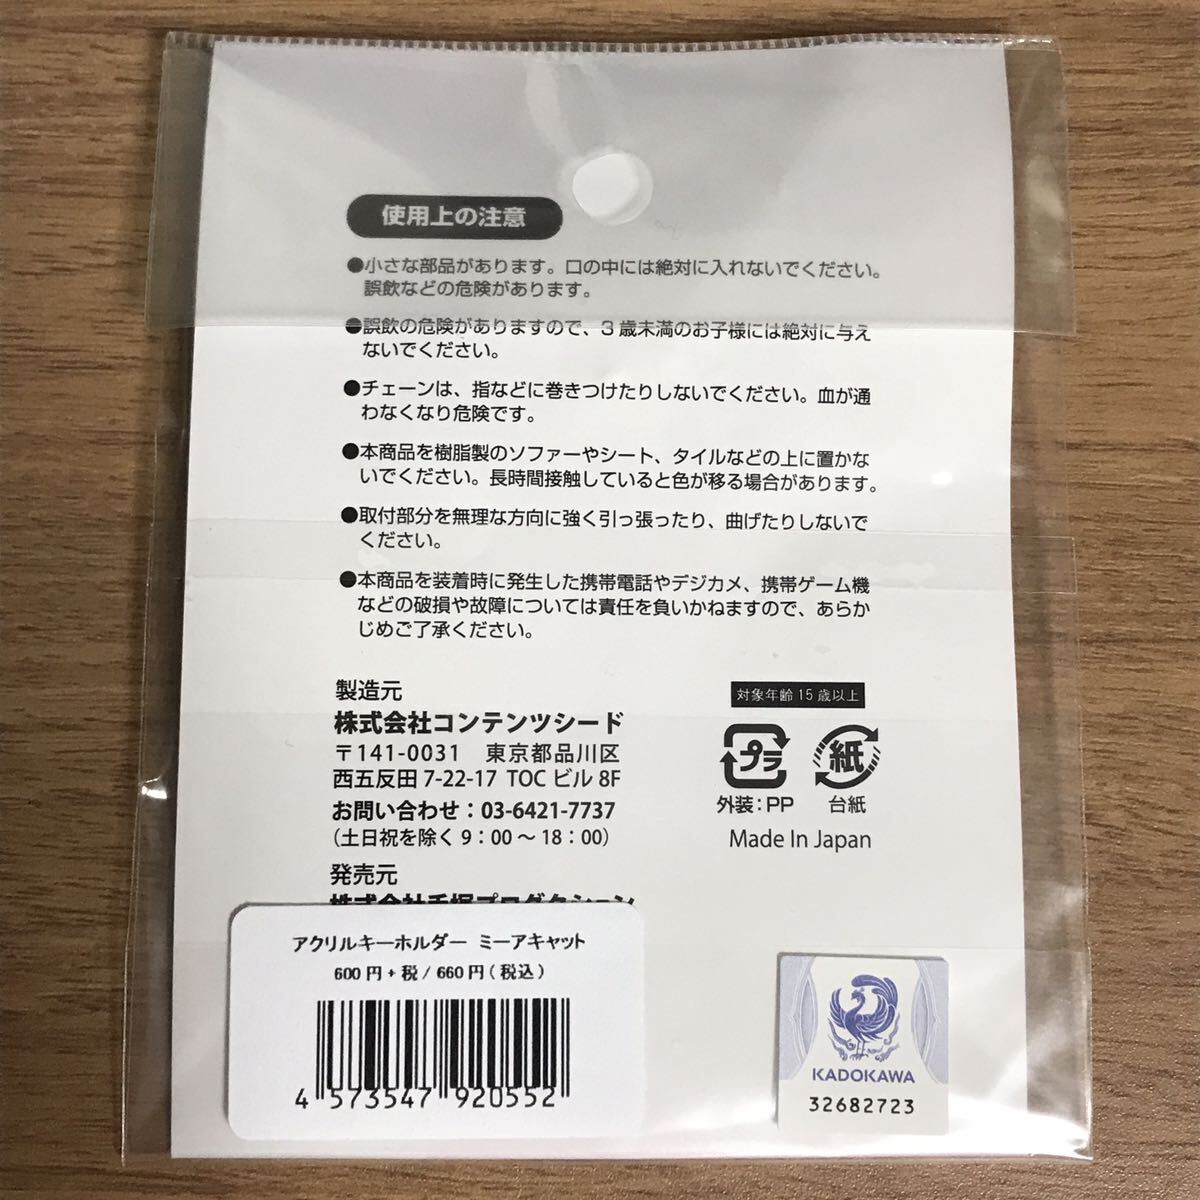 使用上の注意
●小さな部品があります。口の中には絶対に入れないでください。
誤飲などの危険があります。
●誤飲の危険がありますので、3歳未満のお子様には絶対に与え
ないでください。
●チェーンは、指などに巻きつけたりしないでください。血が通
わなくなり危険です。
●本商品を樹脂製のソファーやシート、タイルなどの上に置かな
いでください。長時間接触していると色が移る場合があります。
●取付部分を無理な方向に強く引っ張ったり、曲げたりしないで
ください。
●本商品を装着時に発生した携帯電話やデジカメ、携帯ゲーム機
などの破損や故障については責任を負いかねますので、あらか
じめご了承ください。
製造元
株式会社コンテンツシード
〒141-0031 東京都品川区
西五反田 7-22-17 TOC ビル 8F
お問い合わせ：03-6421-7737
（土日祝を除く 9：00 〜 18：00）
発売元
株式会社手塚プロダクション
対象年齢 15 歳以上
プラ
紙
外装：PP
台紙
Made In Japan
アクリルキーホルダー ミーアキャット
600 円 + 税 / 660 円 ( 税込 )
4 573547 920552
KADOKAWA
32682723